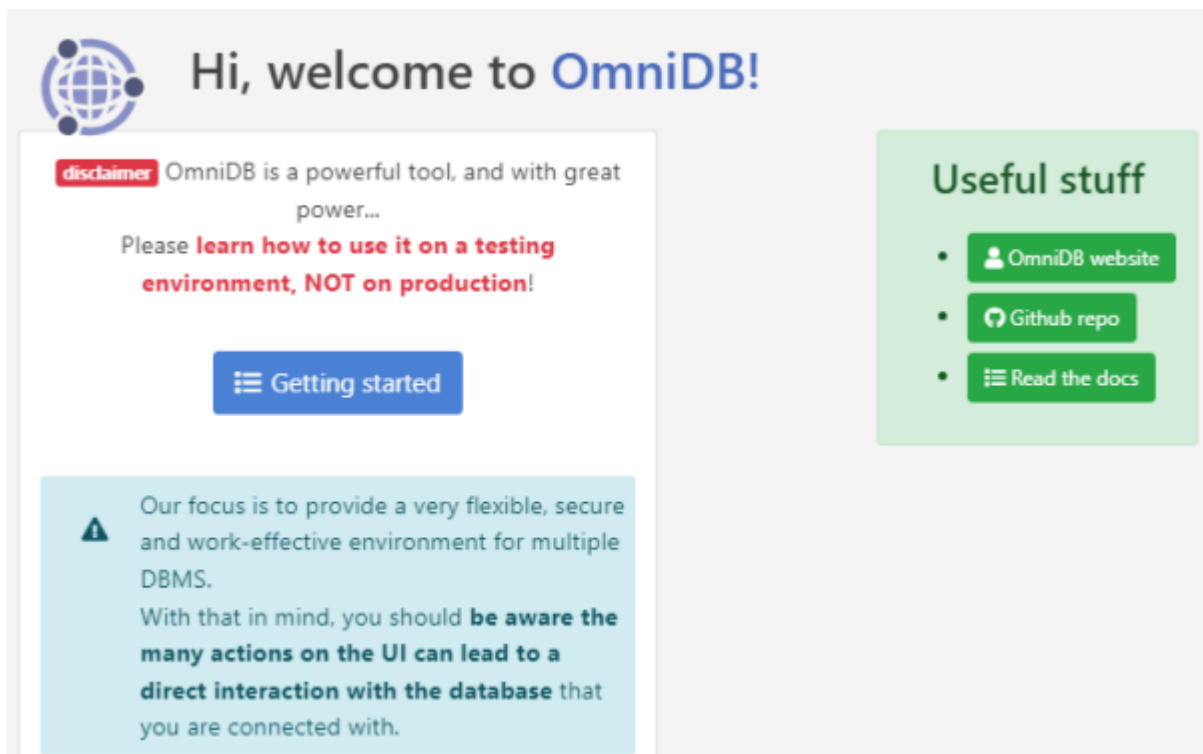 Hi, welcome to OmniDB!
disclaimer OmniDB is a powerful tool, and with great
power...
Please learn how to use it on a testing
environment, NOT on production!
Getting started
Our focus is to provide a very flexible, secure
and work-effective environment for multiple
DBMS.
With that in mind, you should be aware the
many actions on the UI can lead to a
direct interaction with the database that
you are connected with.
Useful stuff
OmniDB website
Github repo
Read the docs